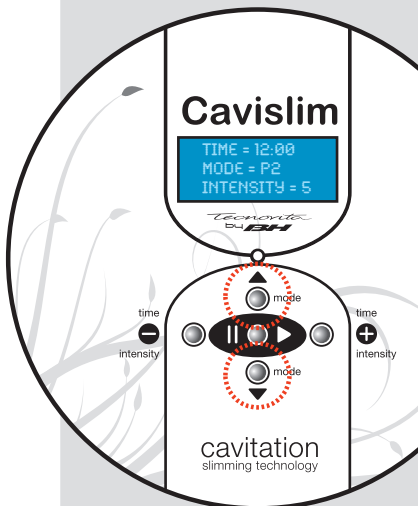 Cavislim
TIME = 12:00
MODE = P2
INTENSITY = 5
Tecnovita
by BH
mode
time
time
intensity
intensity
mode
cavitation
slimming technology